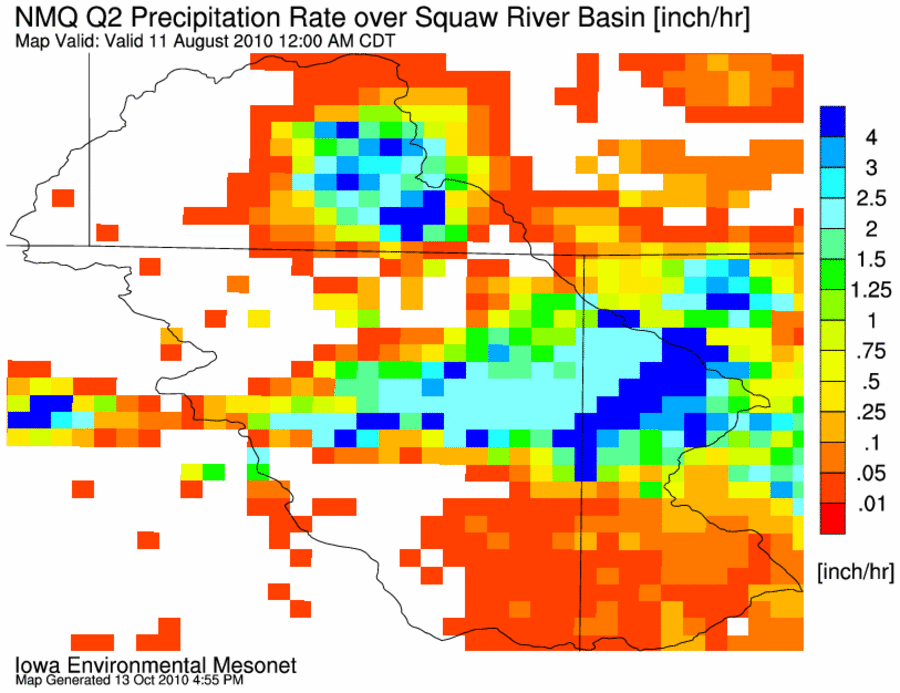 NMQ Q2 Precipitation Rate over Squaw River Basin [inch/hr]
Map Valid: Valid 11 August 2010 12:00 AM CDT
4
3
2.5
2
1.5
1.25
1
.75
.5
.25
.1
.05
.01
[inch/hr]
Iowa Environmental Mesonet
Map Generated 13 Oct 2010 4:55 PM